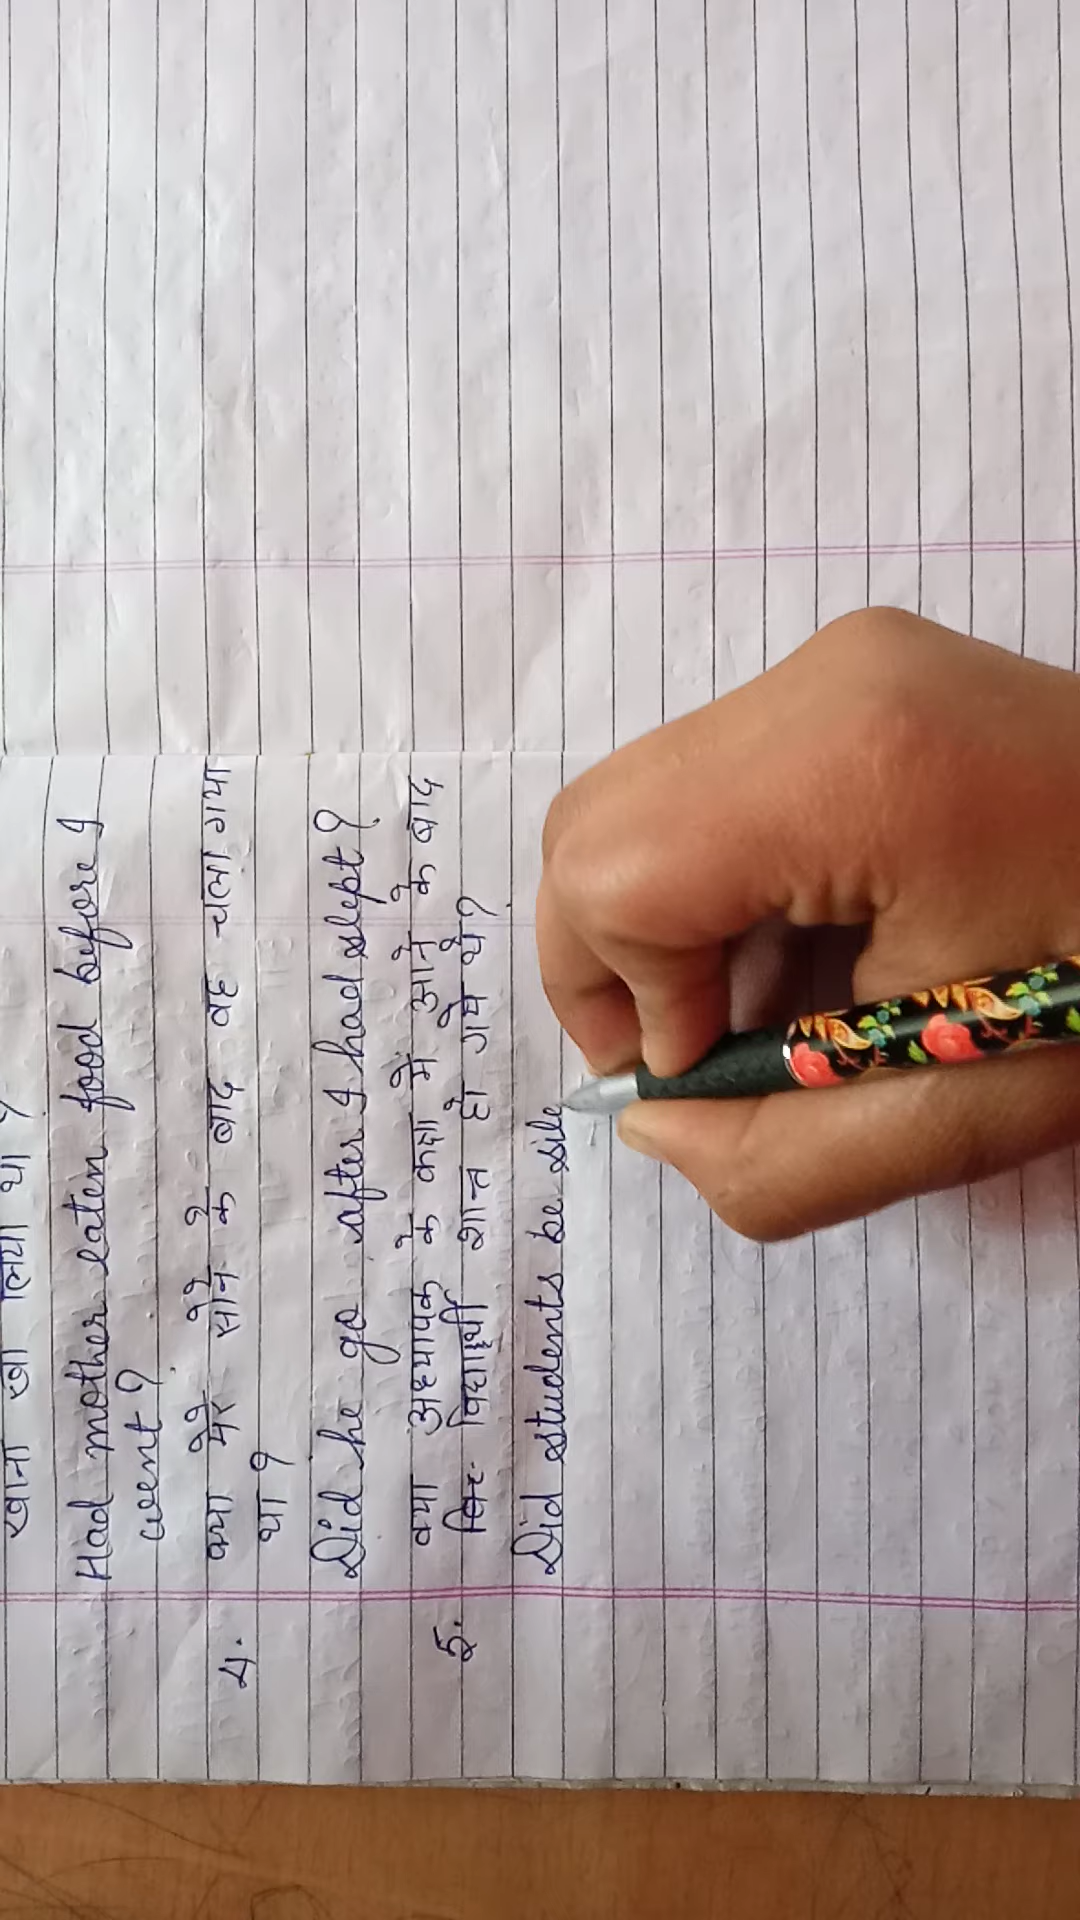 खाना खा लिया था ?
Had mother eaten food before I
went ?
4. क्या मेरे सोने के बाद वह चला गया
था ?
Did he go after I had slept ?
5. क्या अध्यापक के कक्षा में आने के बाद
विद्यार्थी शान्त हो गये थे ?
Did students be sile